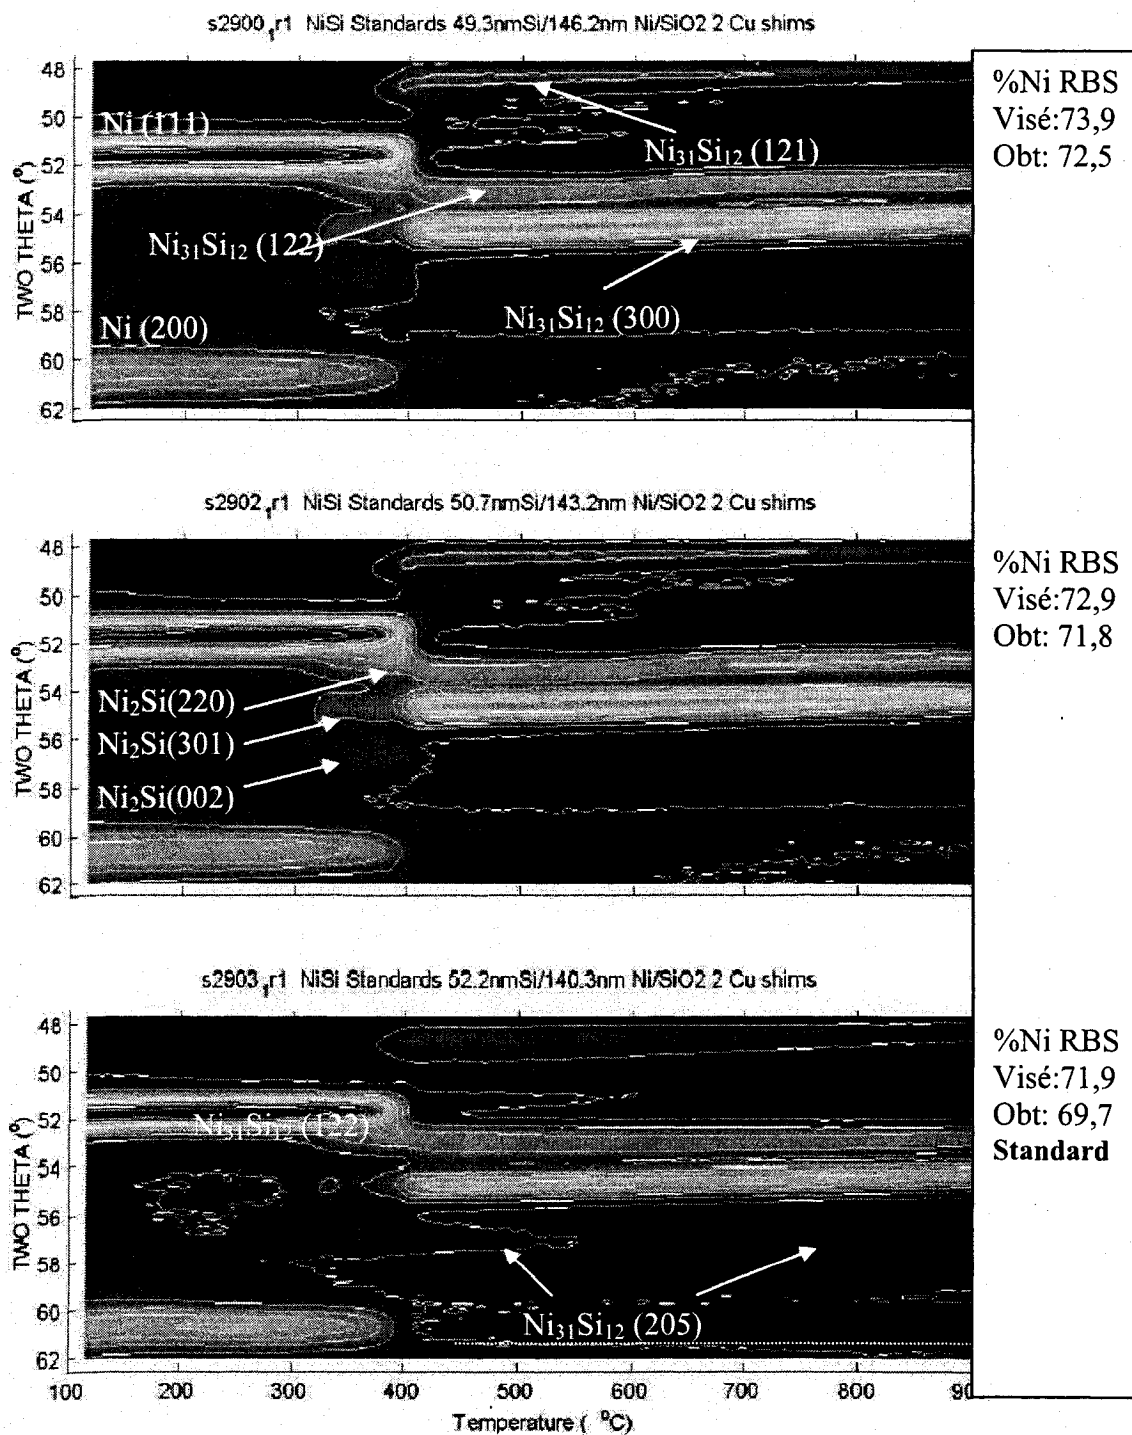 s2900_r1 NiSi Standards 49.3nmSi/146.2nm Ni/SiO2 2 Cu shims
%Ni RBS
Visé:73,9
Obt: 72,5
TWO THETA (°)
48
50
52
54
56
58
60
62
Ni (111)
Ni31Si12 (121)
Ni31Si12 (122)
Ni31Si12 (300)
Ni (200)
s2902_r1 NiSi Standards 50.7nmSi/143.2nm Ni/SiO2 2 Cu shims
%Ni RBS
Visé:72,9
Obt: 71,8
TWO THETA (°)
48
50
52
54
56
58
60
62
Ni2Si(220)
Ni2Si(301)
Ni2Si(002)
s2903_r1 NiSi Standards 52.2nmSi/140.3nm Ni/SiO2 2 Cu shims
%Ni RBS
Visé:71,9
Obt: 69,7
Standard
TWO THETA (°)
48
50
52
54
56
58
60
62
Ni31Si12 (122)
Ni31Si12 (205)
100 200 300 400 500 600 700 800 90
Temperature ( °C)